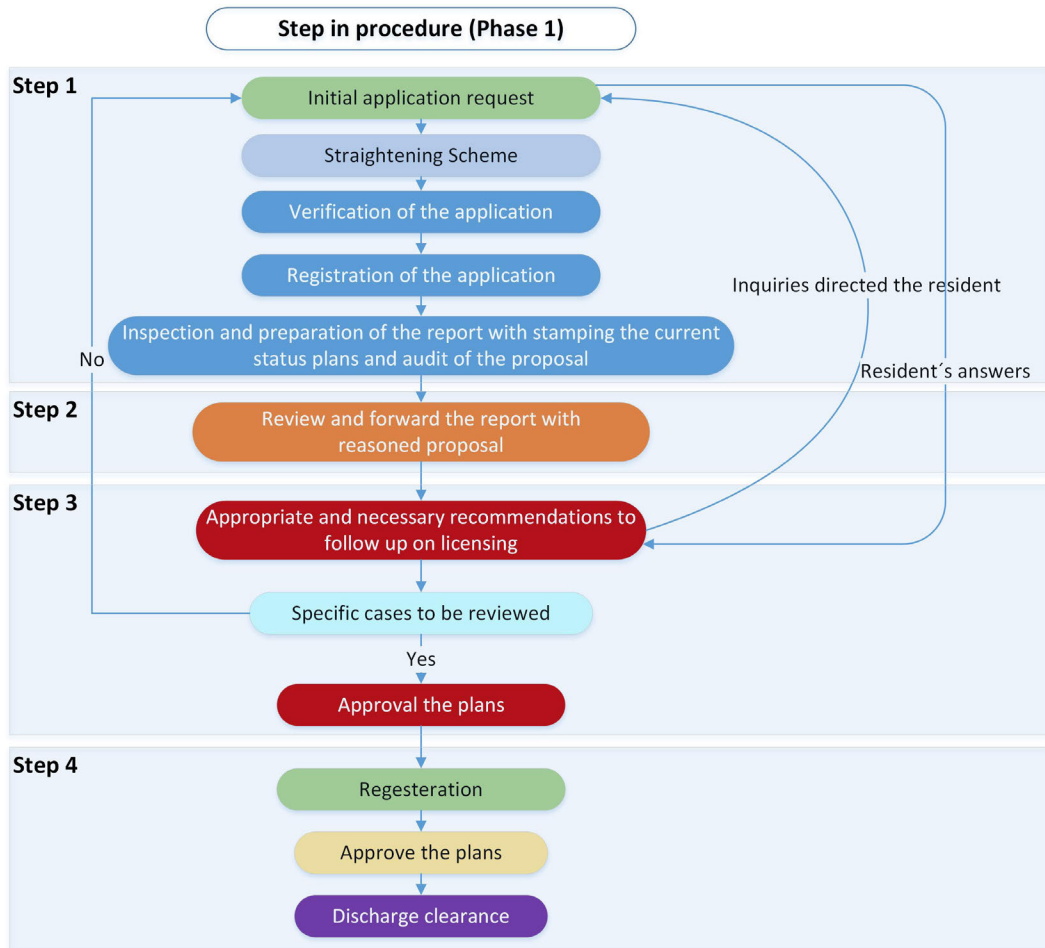 Step in procedure (Phase 1)
Step 1
Initial application request
Straightening Scheme
Verification of the application
Registration of the application
Inquiries directed the resident
Inspection and preparation of the report with stamping the current
status plans and audit of the proposal
No
Resident´s answers
Step 2
Review and forward the report with
reasoned proposal
Step 3
Appropriate and necessary recommendations to
follow up on licensing
Specific cases to be reviewed
Yes
Approval the plans
Step 4
Regesteration
Approve the plans
Discharge clearance